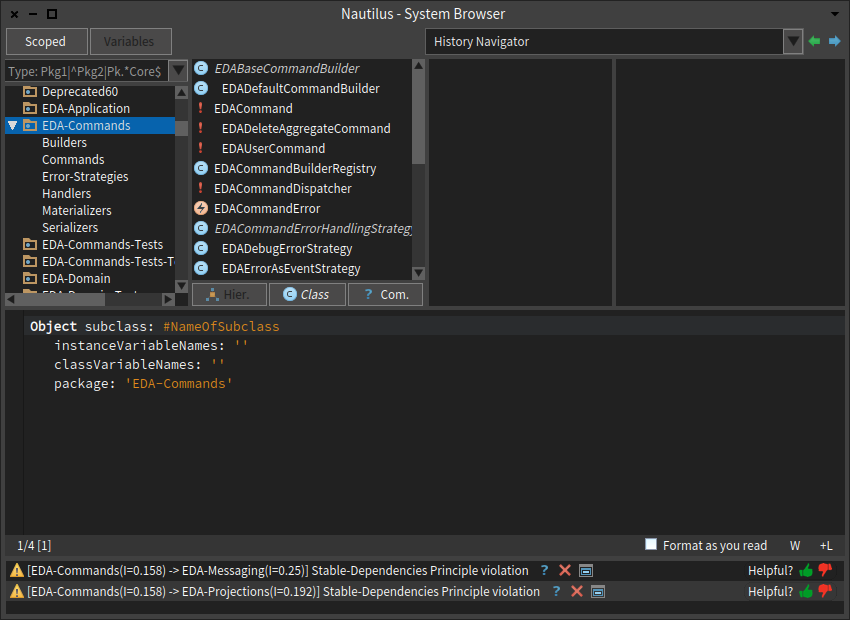 Nautilus - System Browser
Scoped
Variables
History Navigator
Type: Pkg1|^Pkg2|Pk.*Core$
Deprecated60
EDA-Application
EDA-Commands
Builders
Commands
Error-Strategies
Handlers
Materializers
Serializers
EDA-Commands-Tests
EDA-Commands-Tests-T
EDA-Domain
EDABaseCommandBuilder
EDADefaultCommandBuilder
EDACommand
EDADeleteAggregateCommand
EDAUserCommand
EDACommandBuilderRegistry
EDACommandDispatcher
EDACommandError
EDACommandErrorHandlingStrategy
EDADebugErrorStrategy
EDAErrorAsEventStrategy
Hier.
C Class
? Com.
Object subclass: #NameOfSubclass
instanceVariableNames: ''
classVariableNames: ''
package: 'EDA-Commands'
1/4 [1]
Format as you read
W
+L
[EDA-Commands(I=0.158) -> EDA-Messaging(I=0.25)] Stable-Dependencies Principle violation ?
Helpful?
[EDA-Commands(I=0.158) -> EDA-Projections(I=0.192)] Stable-Dependencies Principle violation ?
Helpful?